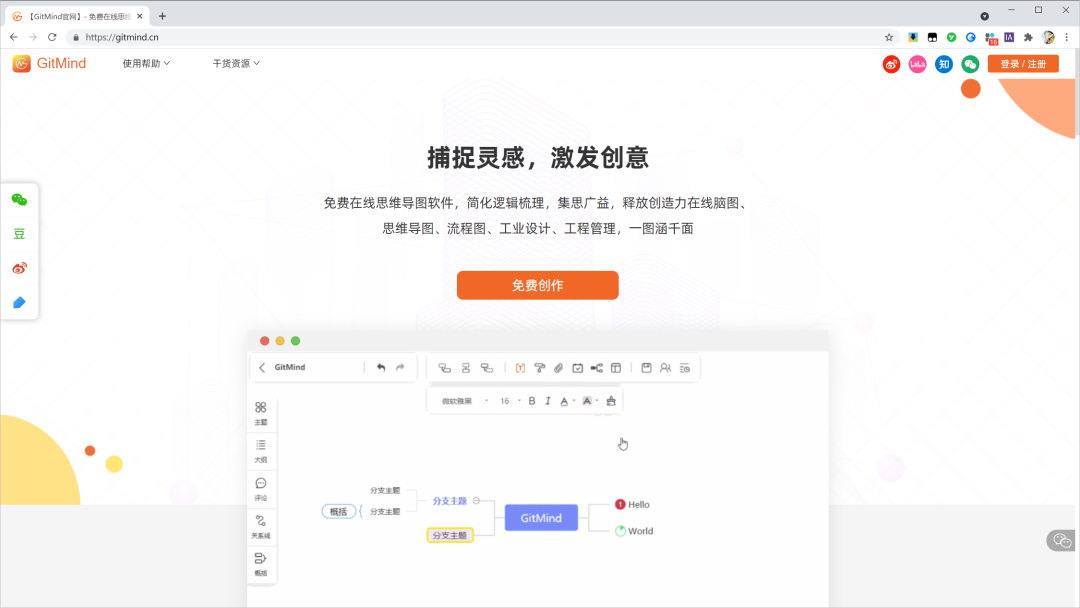 【GitMind官网】- 免费在线思维
https://gitmind.cn
16
IA
GitMind
使用帮助
干货资源
知
登录 / 注册
捕捉灵感，激发创意
免费在线思维导图软件，简化逻辑梳理，集思广益，释放创造力在线脑图、
思维导图、流程图、工业设计、工程管理，一图涵千面
豆
免费创作
GitMind
微软雅黑
16
B
I
A
A
主题
大纲
评论
关系线
概括
概括
分支主题
分支主题
分支主题
分支主题
GitMind
1
Hello
World